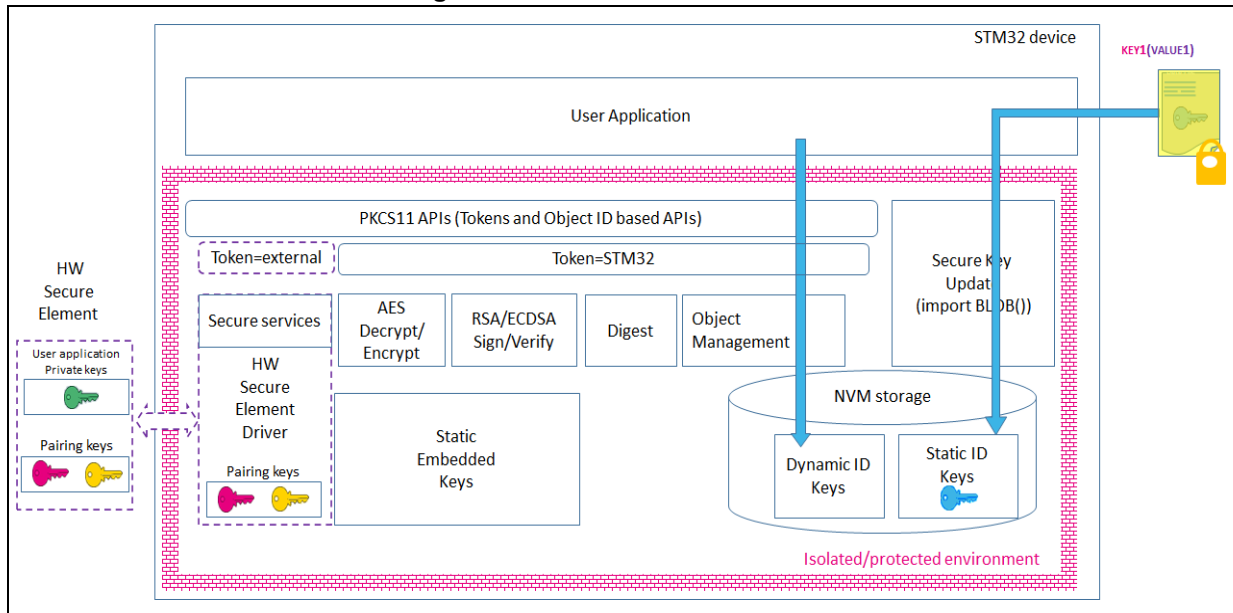 STM32 device
KEY1(VALUE1)
User Application
PKCS11 APIs (Tokens and Object ID based APIs)
Token=external
Token=STM32
Secure Key
Update
(import BLOB())
HW
Secure
Element
Secure services
AES
Decrypt/
Encrypt
RSA/ECDSA
Sign/Verify
Digest
Object
Management
User application
Private keys
HW
Secure
Element
Driver
NVM storage
Pairing keys
Pairing keys
Static
Embedded
Keys
Dynamic ID
Keys
Static ID
Keys
Isolated/protected environment